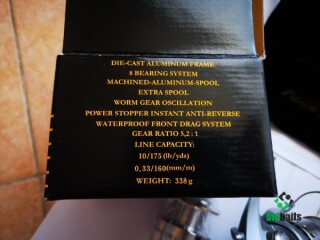 DIE-CAST ALUMINUM FRAME
8 BEARING SYSTEM
MACHINED-ALUMINUM-SPOOL
EXTRA SPOOL
WORM GEAR OSCILLATION
POWER STOPPER INSTANT ANTI-REVERSE
WATERPROOF FRONT DRAG SYSTEM
GEAR RATIO 5,2:1
LINE CAPACITY:
10/175 (lb/yds)
0,33/160(mm/m)
WEIGHT: 338 g